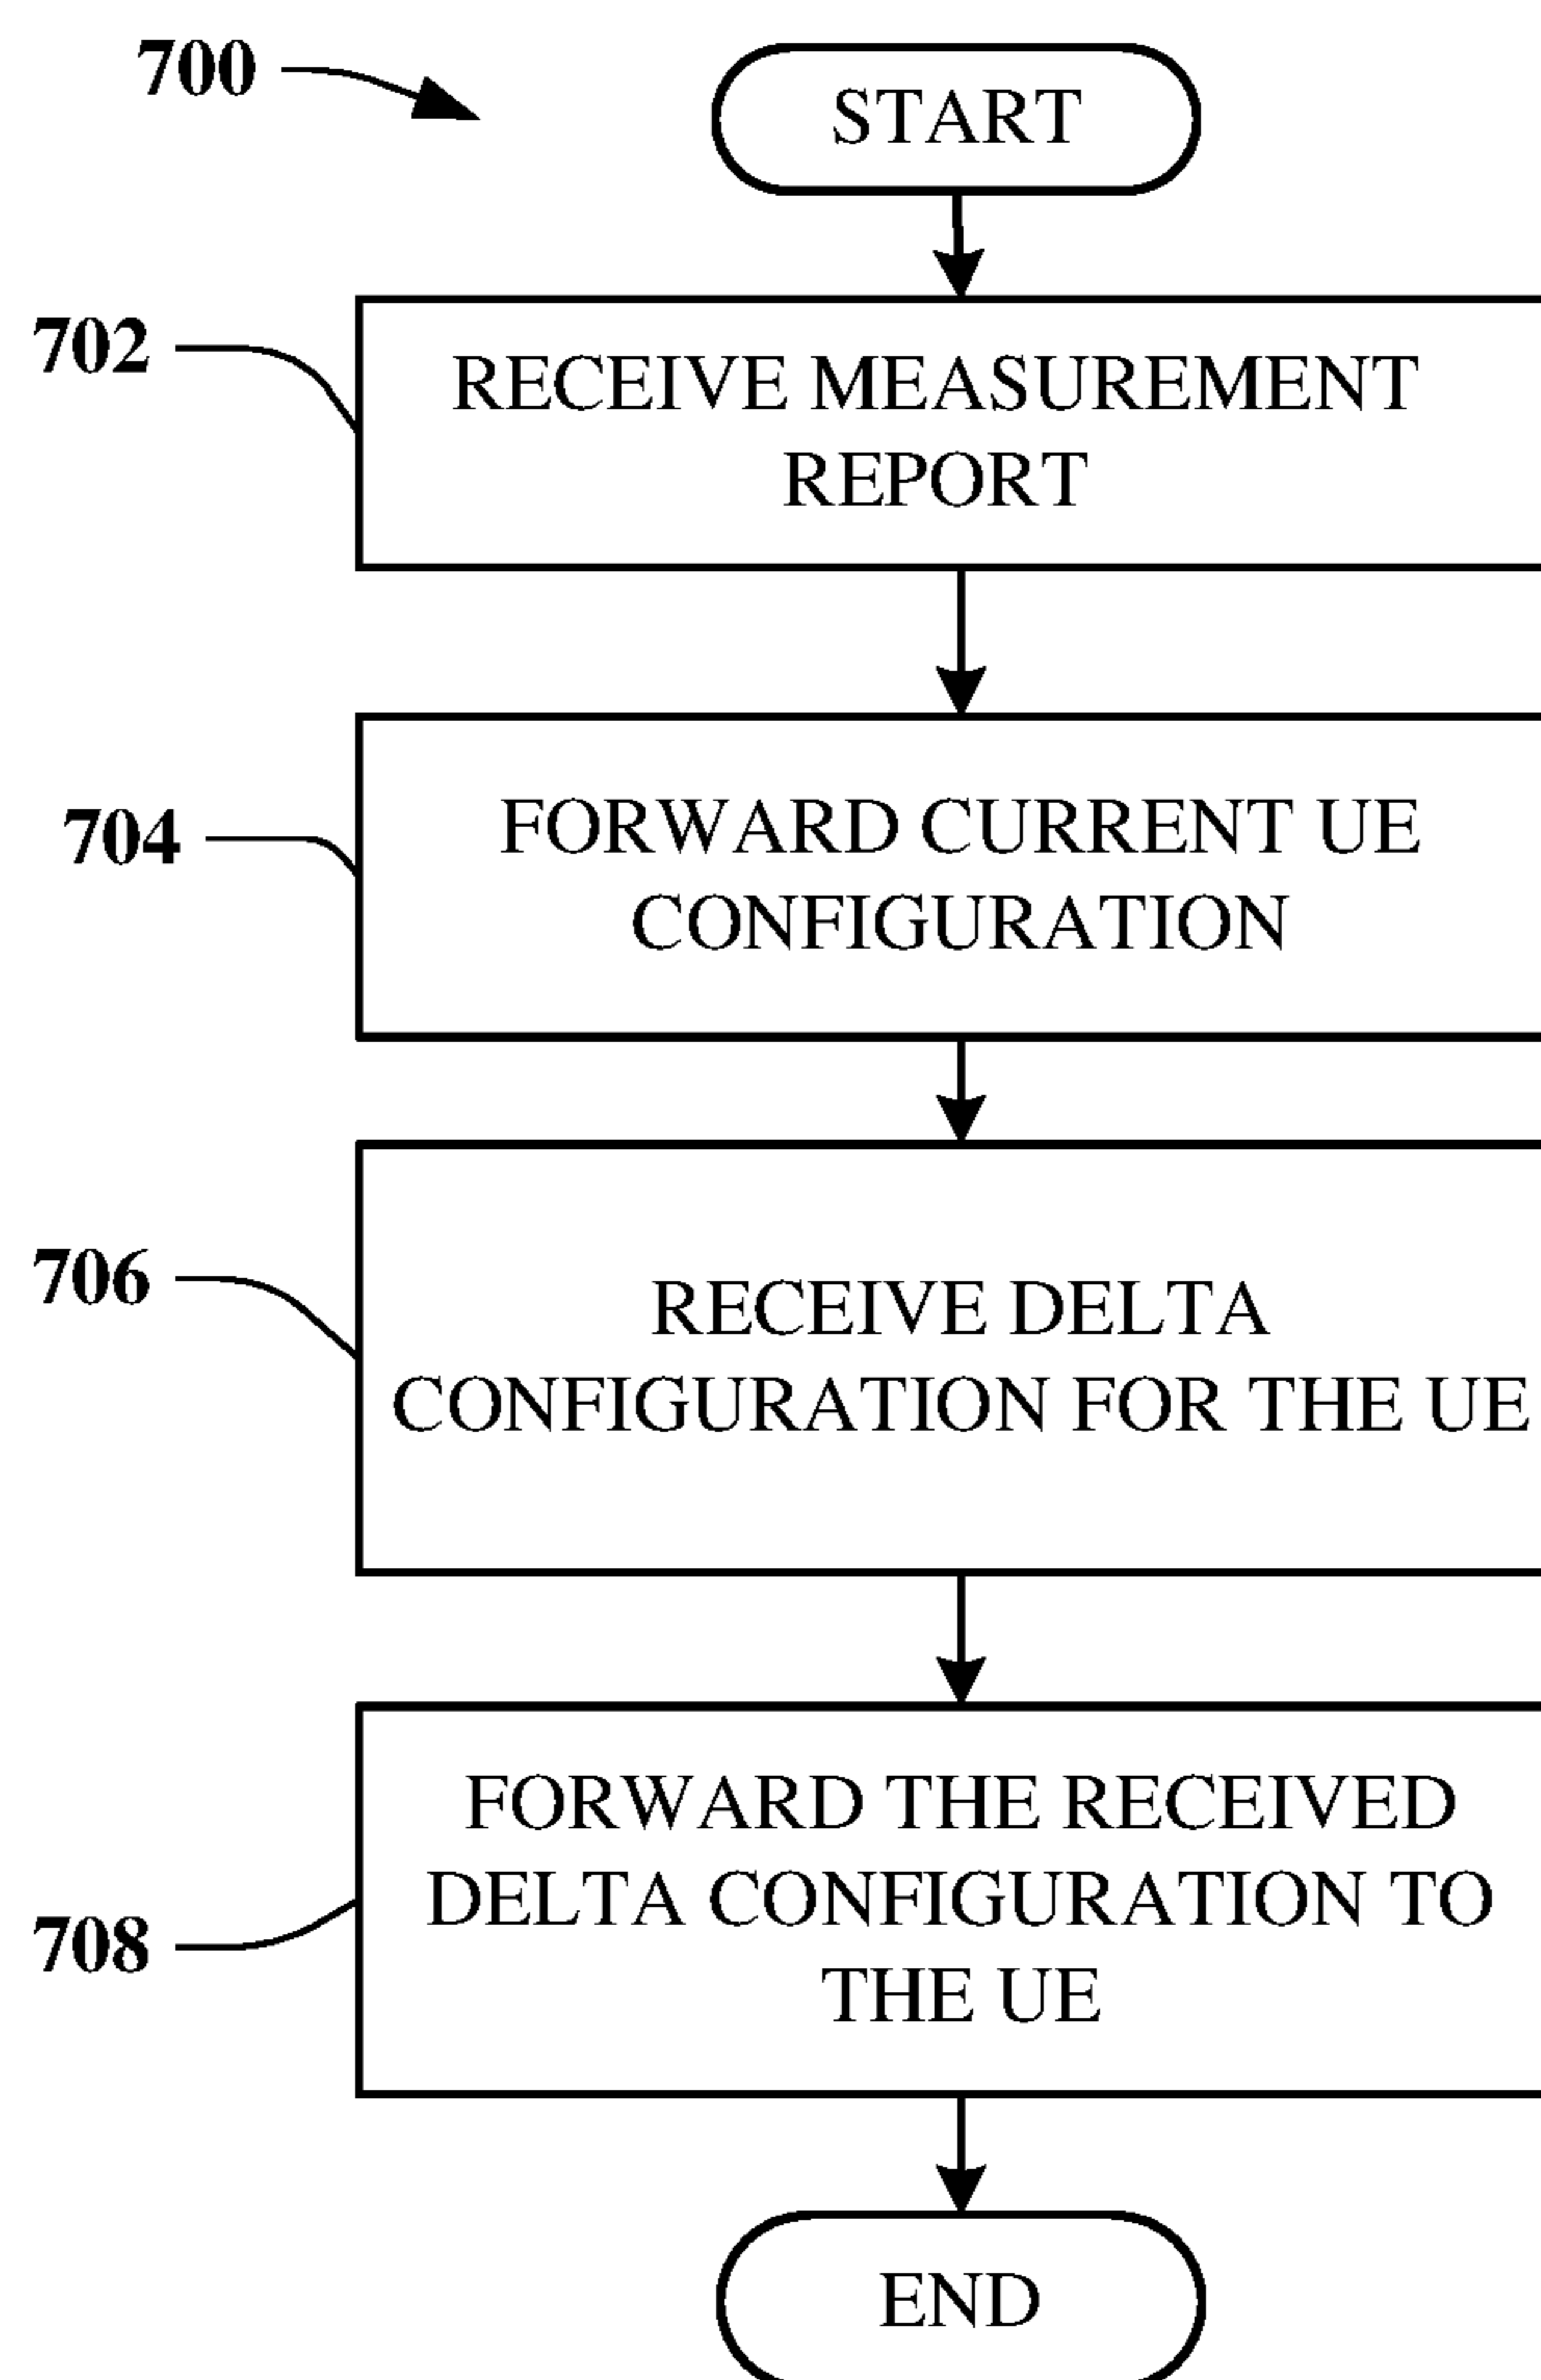 700
START
702
RECEIVE MEASUREMENT
REPORT
704
FORWARD CURRENT UE
CONFIGURATION
706
RECEIVE DELTA
CONFIGURATION FOR THE UE
708
FORWARD THE RECEIVED
DELTA CONFIGURATION TO
THE UE
END